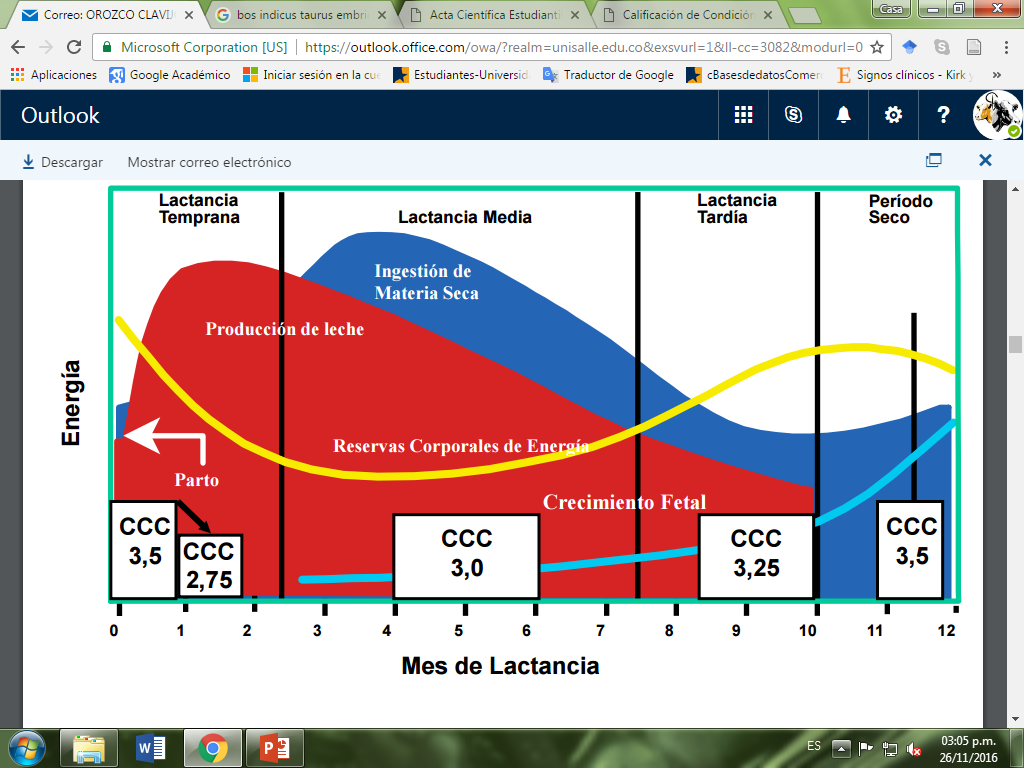 Casa
Correo: OROZCO CLAVIJ
bos indicus taurus embri
Acta Científica Estudianti
Calificación de Condición
Microsoft Corporation [US]
https://outlook.office.com/owa/?realm=unisalle.edu.co&exsvurl=1&ll-cc=3082&modurl=0
Aplicaciones
Google Académico
Iniciar sesión en la cue
Estudiantes-Universid
Traductor de Google
cBasesdedatosComerc
Signos clínicos - Kirk y
»
Outlook
?
Descargar
Mostrar correo electrónico
Lactancia
Temprana
Lactancia Media
Lactancia
Tardía
Período
Seco
Ingestión de
Materia Seca
Producción de leche
Energía
Reservas Corporales de Energía
Parto
Crecimiento Fetal
CCC
3,5
CCC
2,75
CCC
3,0
CCC
3,25
CCC
3,5
0 1 2 3 4 5 6 7 8 9 10 11 12
Mes de Lactancia
ES
03:05 p.m.
26/11/2016